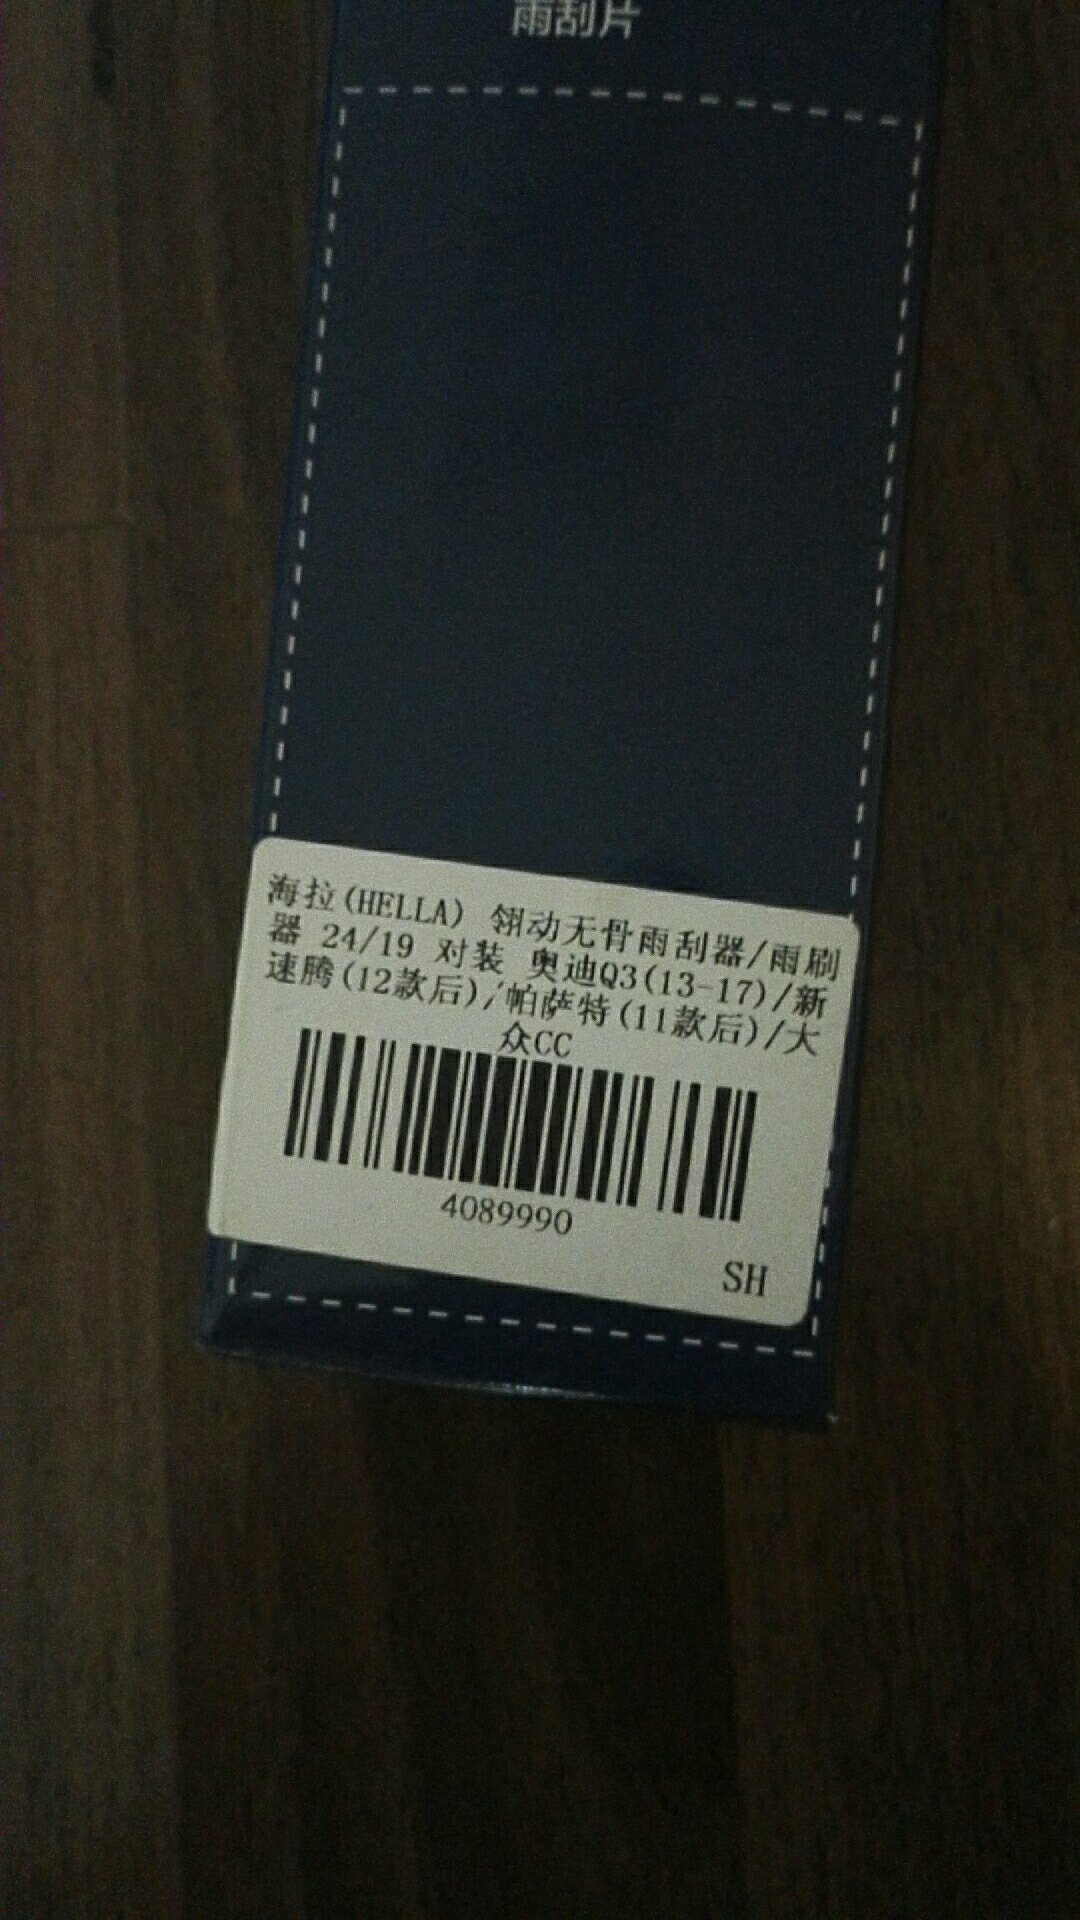 雨刮片
海拉(HELLA) 翎动无骨雨刮器/雨刷
器 24/19 对装 奥迪Q3(13-17)/新
速腾(12款后)/帕萨特(11款后)/大
众CC
4089990
SH